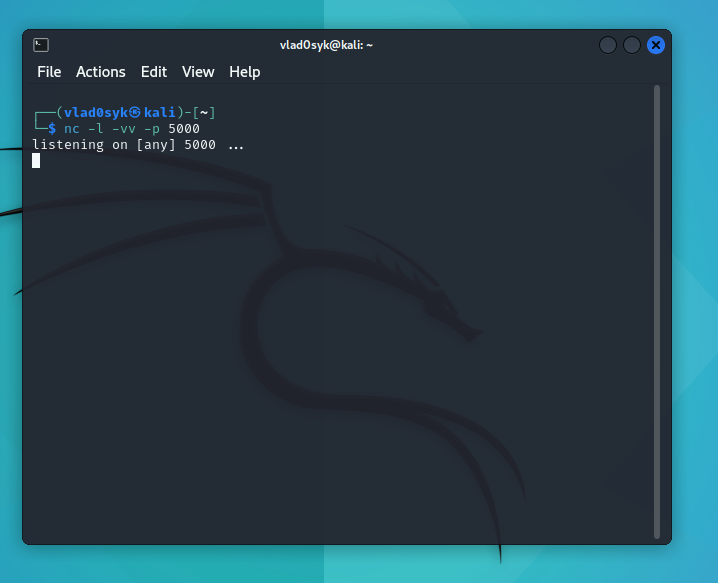 vlad0syk@kali: ~
File Actions Edit View Help
┌──(vlad0syk㉿kali)-[~]
└─$ nc -l -vv -p 5000
listening on [any] 5000 ...